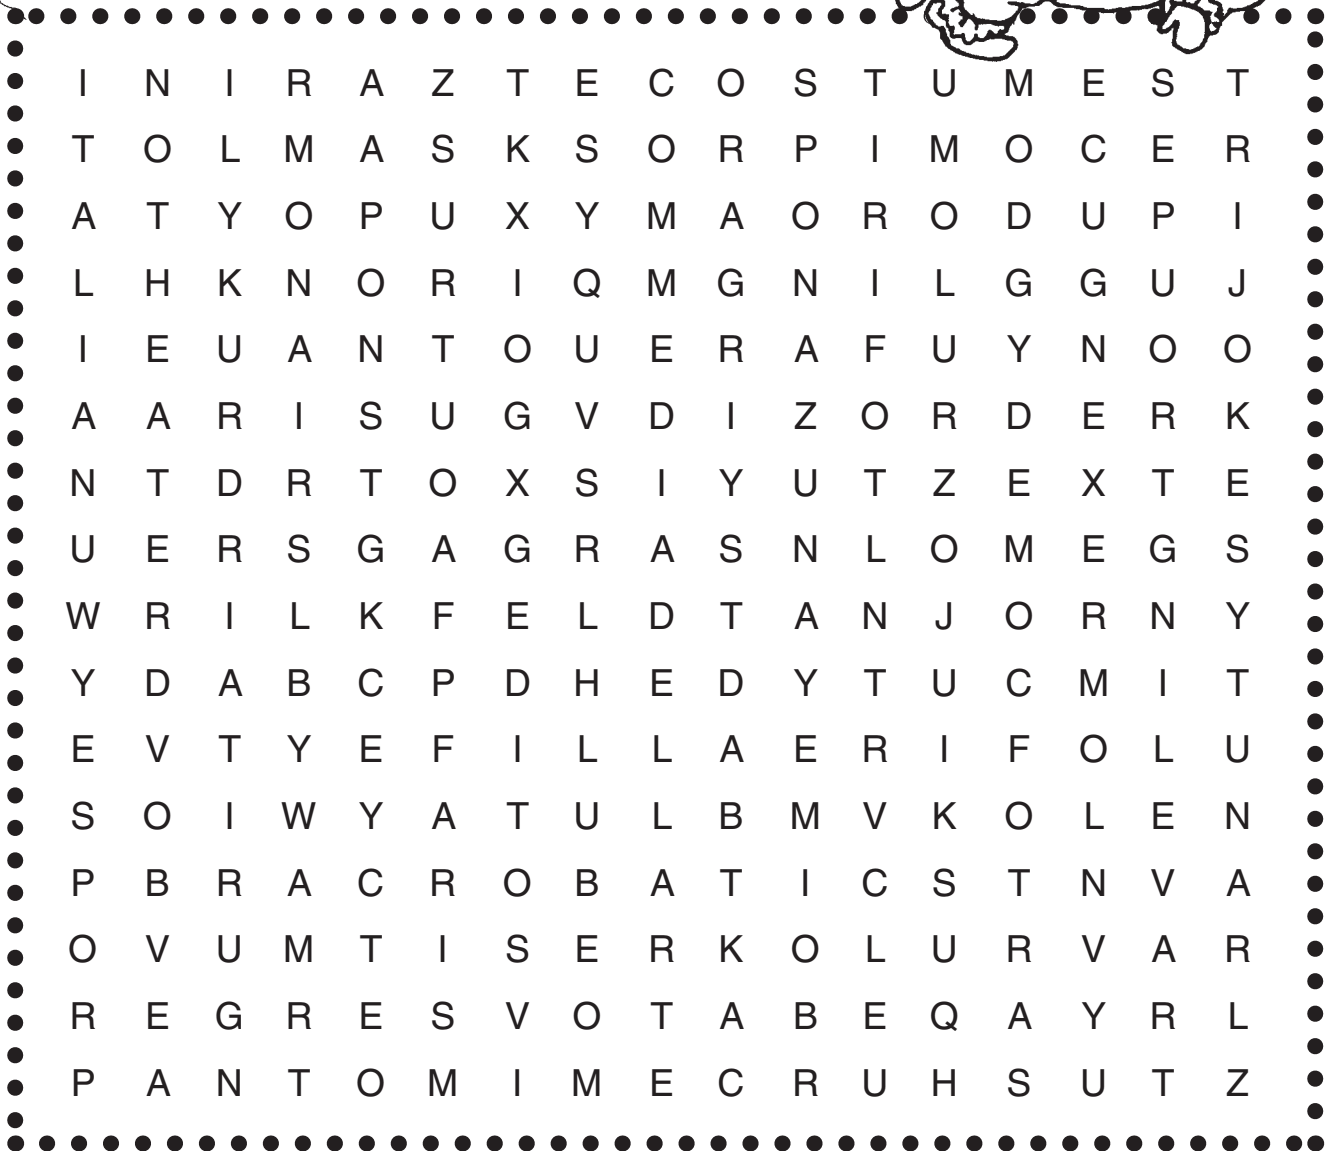 I N I R A Z T E C O S T U M E S T
T O L M A S K S O R P I M O C E R
A T Y O P U X Y M A O R O D U P I
L H K N O R I Q M G N I L G G U J
I E U A N T O U E R A F U Y N O O
A A R I S U G V D I Z O R D E R K
N T D R T O X S I Y U T Z E X T E
U E R S G A G R A S N L O M E G S
W R I L K F E L D T A N J O R N Y
Y D A B C P D H E D Y T U C M I T
E V T Y E F I L L A E R I F O L U
S O I W Y A T U L B M V K O L E N
P B R A C R O B A T I C S T N V A
O V U M T I S E R K O L U R V A R
R E G R E S V O T A B E Q A Y R L
P A N T O M I M E C R U H S U T Z